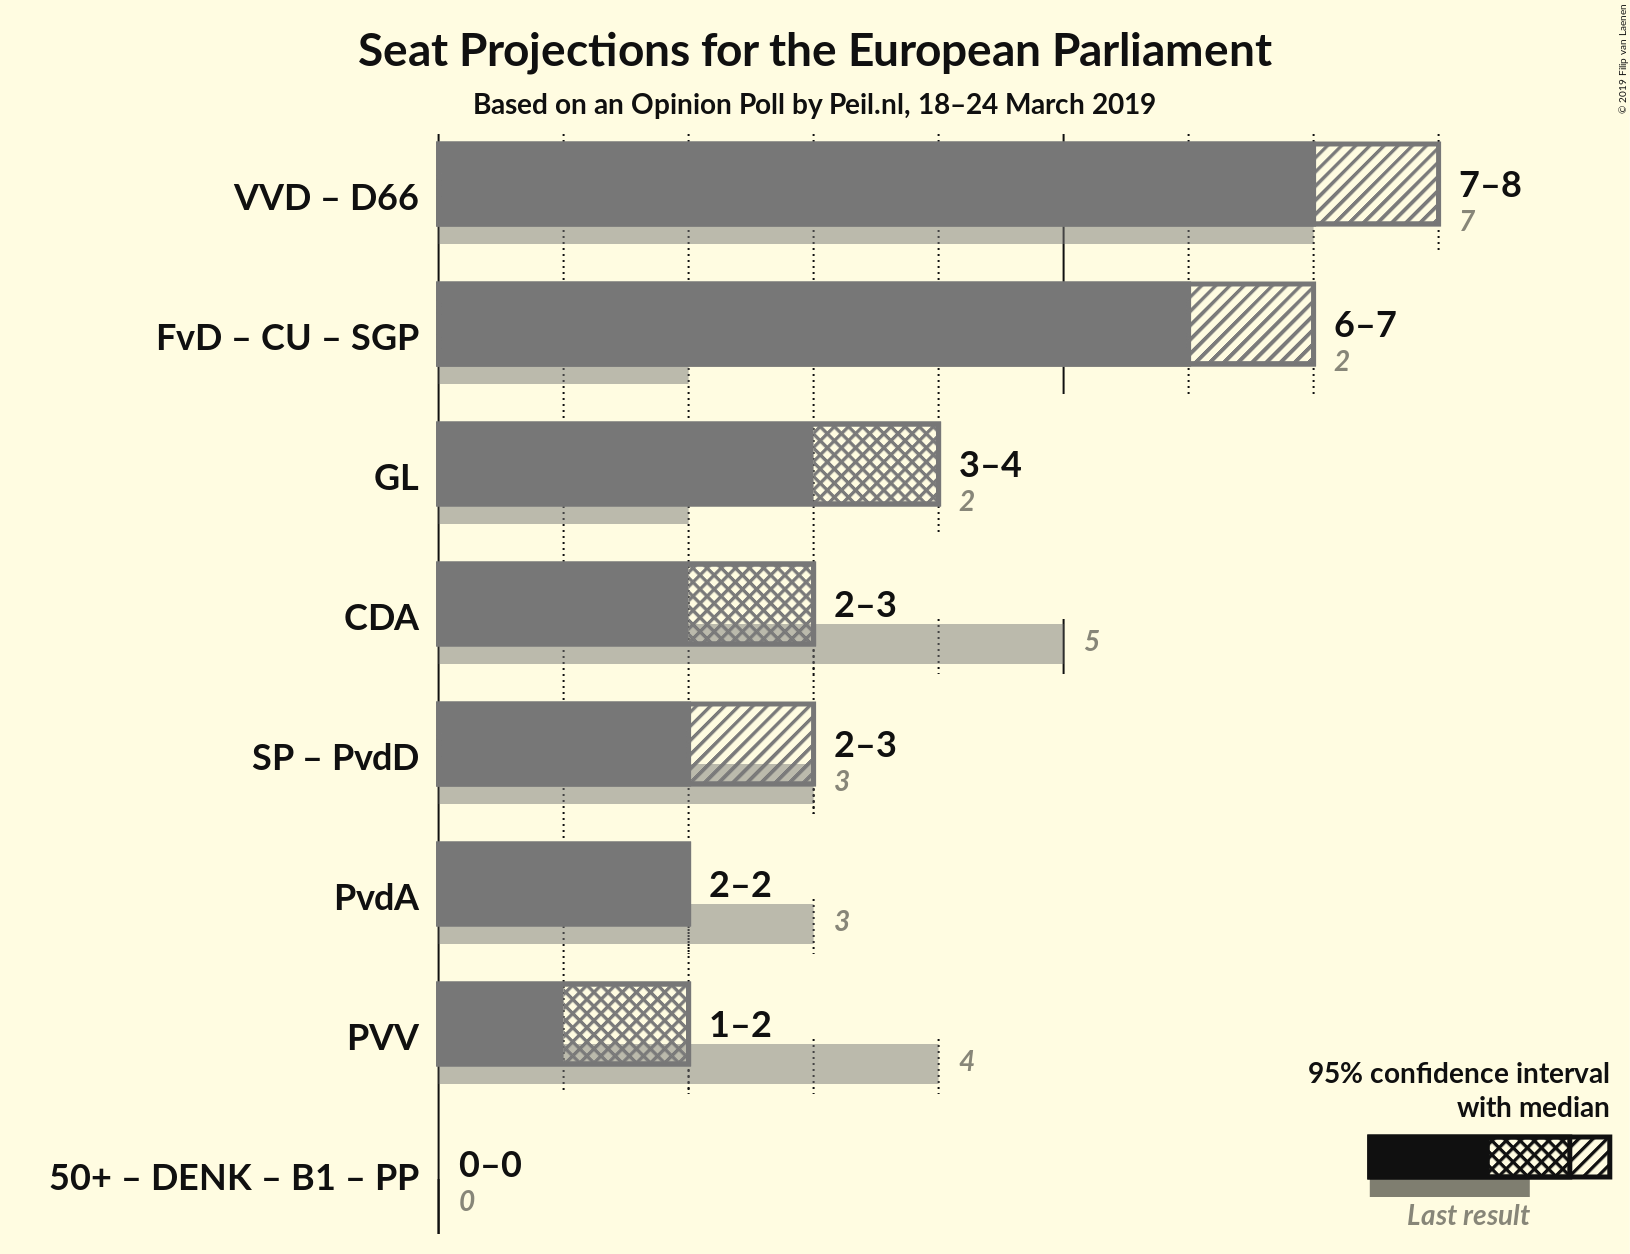 Seat Projections for the European Parliament
Based on an Opinion Poll by Peil.nl, 18–24 March 2019
© 2019 Filip van Laenen
VVD – D66
7–8
7
FvD – CU – SGP
6–7
2
GL
3–4
2
CDA
2–3
5
SP – PvdD
2–3
3
PvdA
2–2
3
PVV
1–2
4
50+ – DENK – B1 – PP
0–0
0
95% confidence interval
with median
Last result